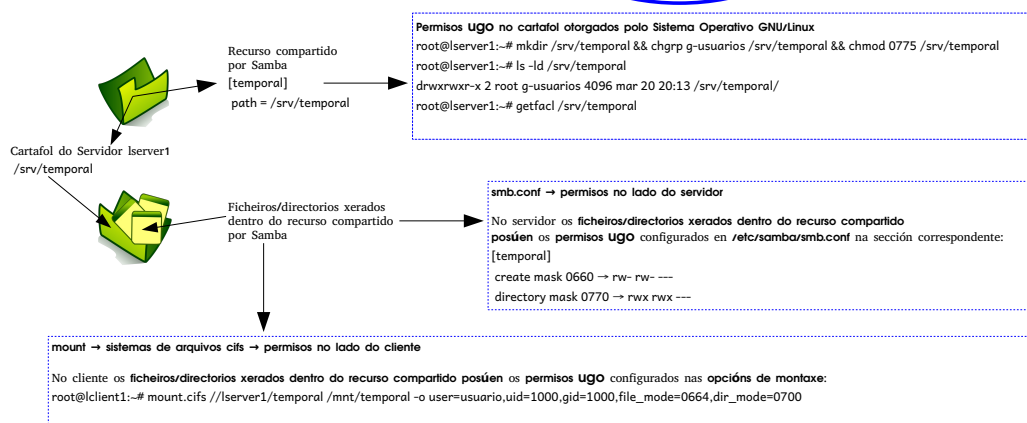 Permisos ugo no cartafol oforgados polo Sistema Operativo GNU/Linux
root@lserver1:~# mkdir /srv/temporal && chgrp g-usuarios /srv/temporal && chmod 0775 /srv/temporal
root@lserver1:~# ls -ld /srv/temporal
drwxrwxr-x 2 root g-usuarios 4096 mar 20 20:13 /srv/temporal/
root@lserver1:~# getfacl /srv/temporal
Recurso compartido
por Samba
[temporal]
path = /srv/temporal
Cartafol do Servidor lserver1
/srv/temporal
Ficheiros/directorios xerados
dentro do recurso compartido
por Samba
smb.conf → permisos no lado do servidor
No servidor os ficheiros/directorios xerados dentro do recurso compartido
posúen os permisos ugo configurados en /etc/samba/smb.conf na sección correspondente:
[temporal]
create mask 0660 → rw- rw- ---
directory mask 0770 → rwx rwx ---
mount → sistemas de arquivos cifs → permisos no lado do cliente
No cliente os ficheiros/directorios xerados dentro do recurso compartido posúen os permisos ugo configurados nas opcións de montaxe:
root@lclient1:~# mount.cifs //lserver1/temporal /mnt/temporal -o user=usuario,uid=1000,gid=1000,file_mode=0664,dir_mode=0700